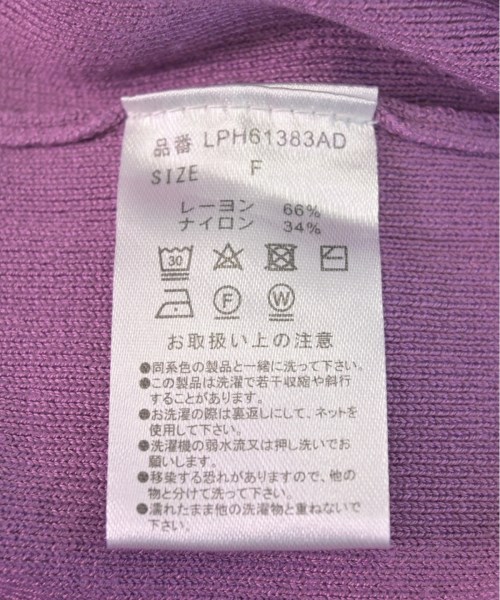 品番 LPH61383AD
SIZE F
レーヨン 66%
ナイロン 34%
30
F W
お取扱い上の注意
●同系色の製品と一緒に洗って下さい。
●この製品は洗濯で若干収縮や斜行
することがあります。
●お洗濯の際は裏返しにして、ネットを
使用して下さい。
●洗濯機の弱水流又は押し洗いでお
願いします。
●移染する恐れがありますので、他の
物と分けて洗って下さい。
●濡れたまま他の洗濯物と重ねないで
下さい。